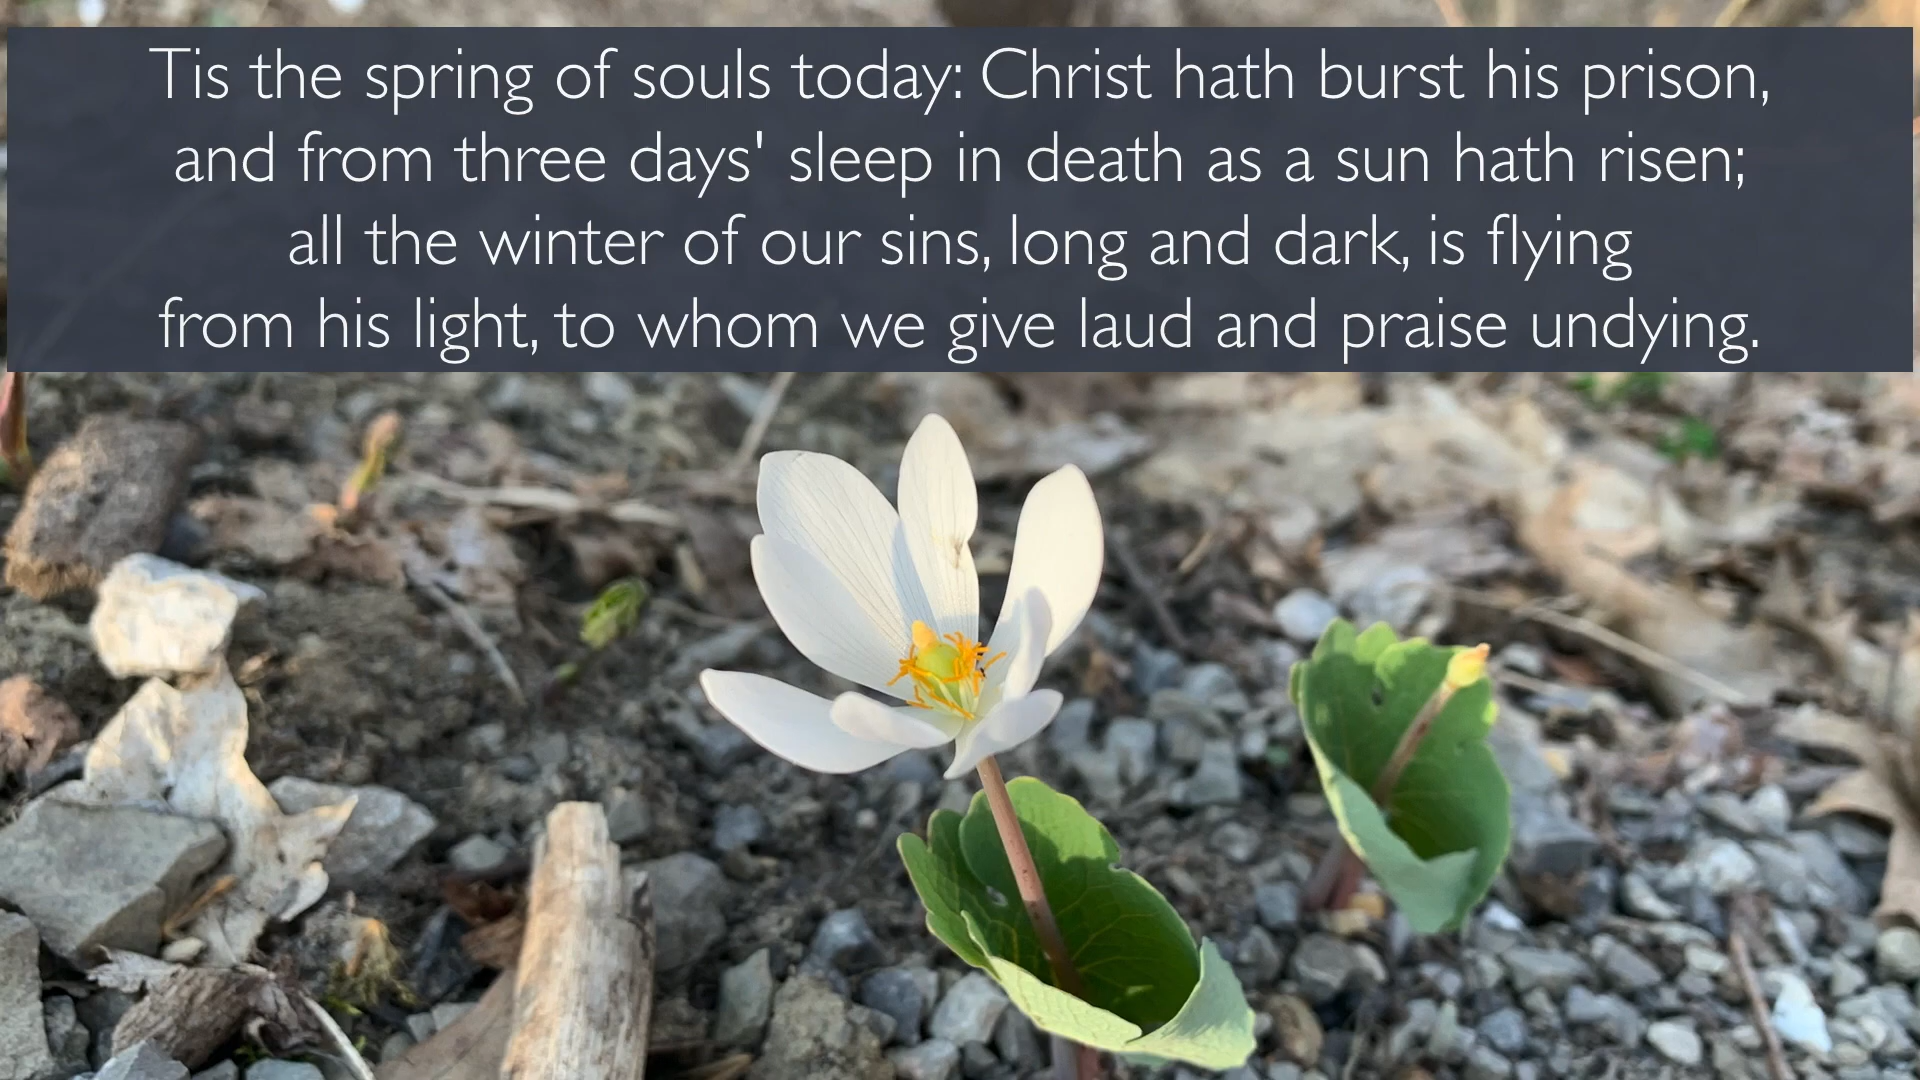 Tis the spring of souls today: Christ hath burst his prison,
and from three days' sleep in death as a sun hath risen;
all the winter of our sins, long and dark, is flying
from his light, to whom we give laud and praise undying.